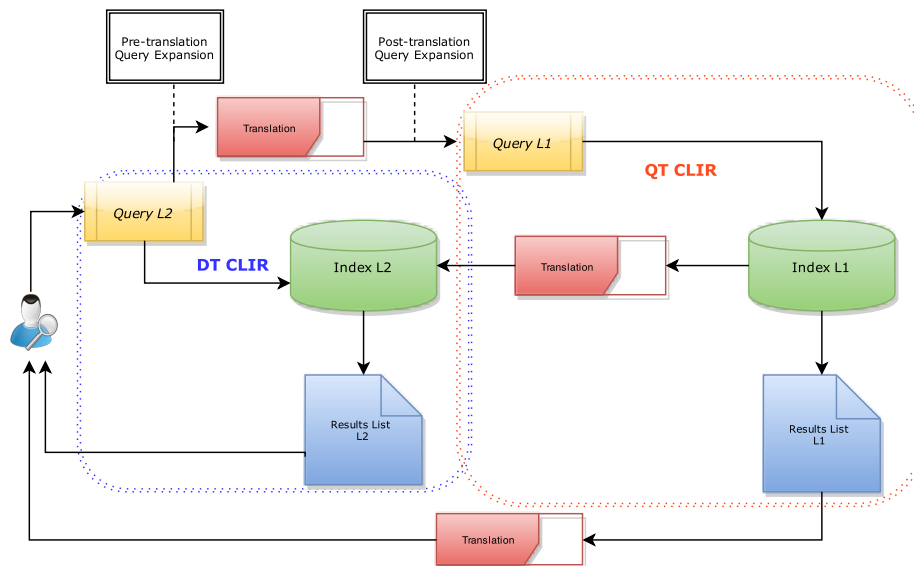 Pre-translation
Query Expansion
Post-translation
Query Expansion
Translation
Query L1
QT CLIR
Query L2
DT CLIR
Index L2
Translation
Index L1
Results List
L2
Results List
L1
Translation